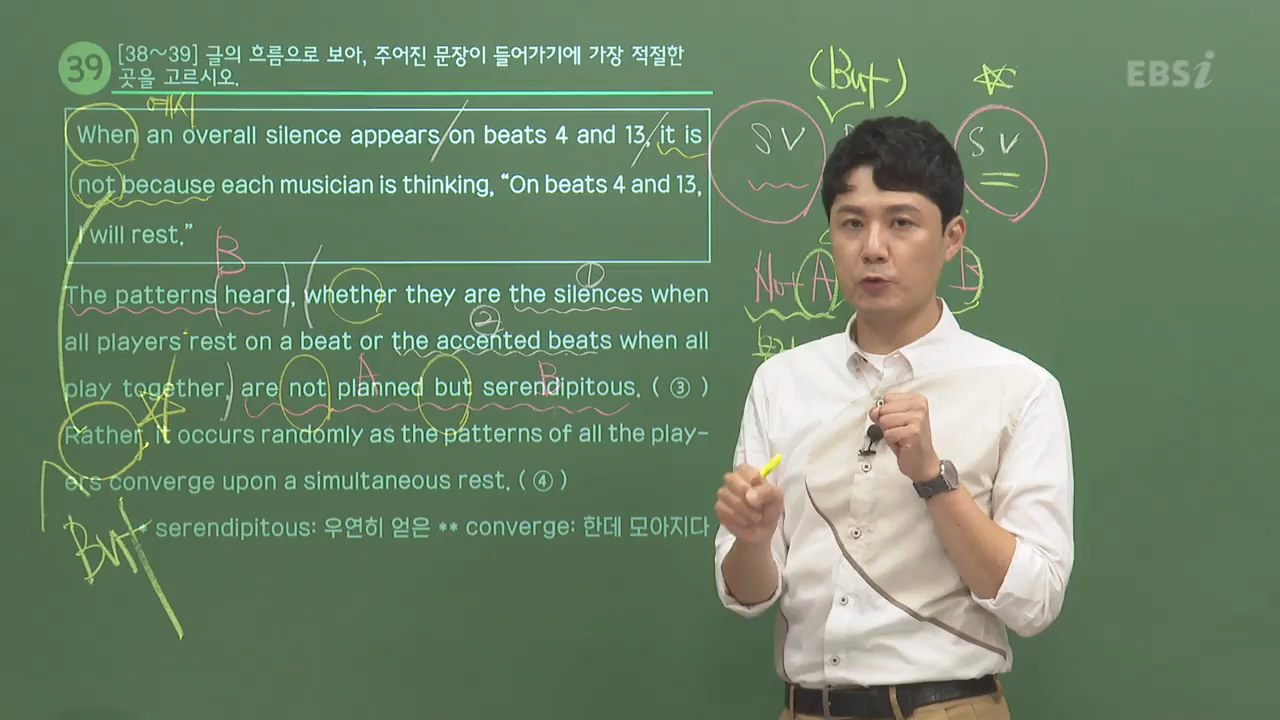 39 [38~39] 글의 흐름으로 보아, 주어진 문장이 들어가기에 가장 적절한
곳을 고르시오.
예시
When an overall silence appears on beats 4 and 13, it is
not because each musician is thinking, "On beats 4 and 13,
I will rest."
B
The patterns heard, whether they are the silences when
①
all players rest on a beat or the accented beats when all
②
play together, are not planned but serendipitous. ( ③ )
A B
Rather, it occurs randomly as the patterns of all the play-
ers converge upon a simultaneous rest. ( ④ )
But
* serendipitous: 우연히 얻은 ** converge: 한데 모아지다
(But)
S V
S V
Not A
B
EBSi